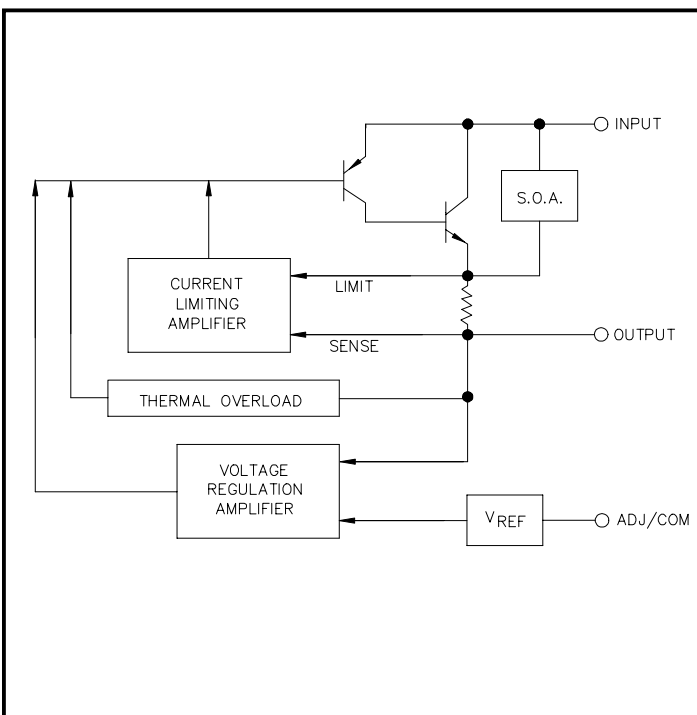 INPUT
S.O.A.
CURRENT
LIMITING
AMPLIFIER
LIMIT
SENSE
OUTPUT
THERMAL OVERLOAD
VOLTAGE
REGULATION
AMPLIFIER
VREF
ADJ/COM